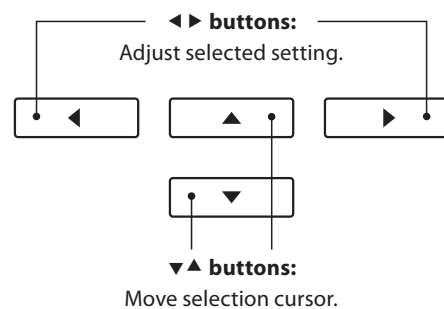 ◀ ▶ buttons:
Adjust selected setting.
◀ ▲ ▶
▼
▼▲ buttons:
Move selection cursor.